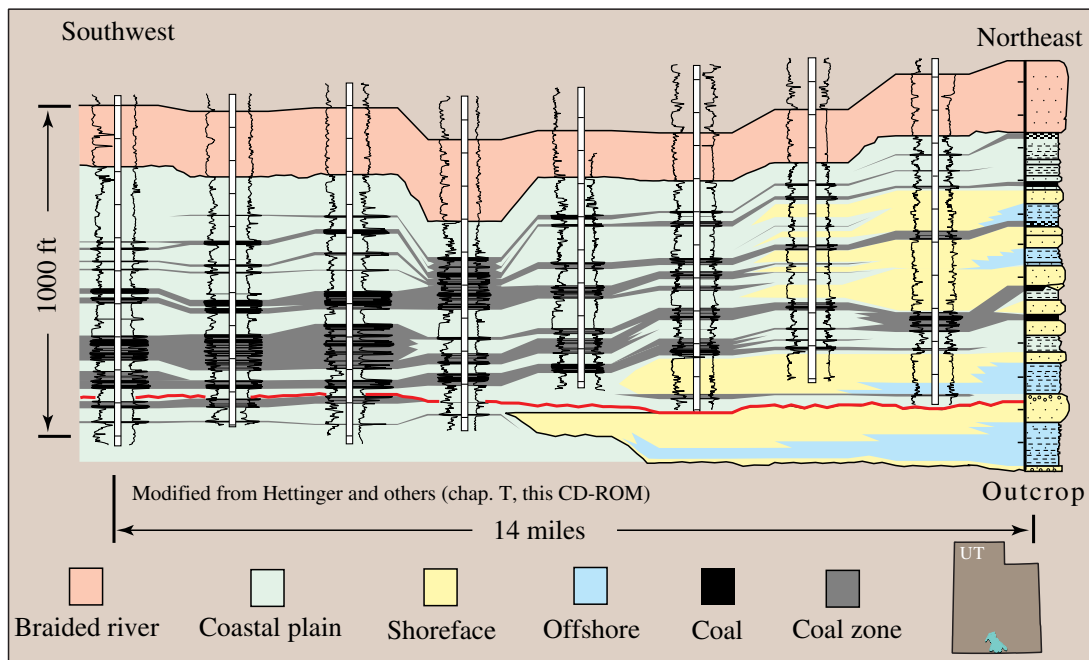 Southwest
Northeast
1000 ft
Modified from Hettinger and others (chap. T, this CD-ROM)
Outcrop
14 miles
UT
Braided river
Coastal plain
Shoreface
Offshore
Coal
Coal zone